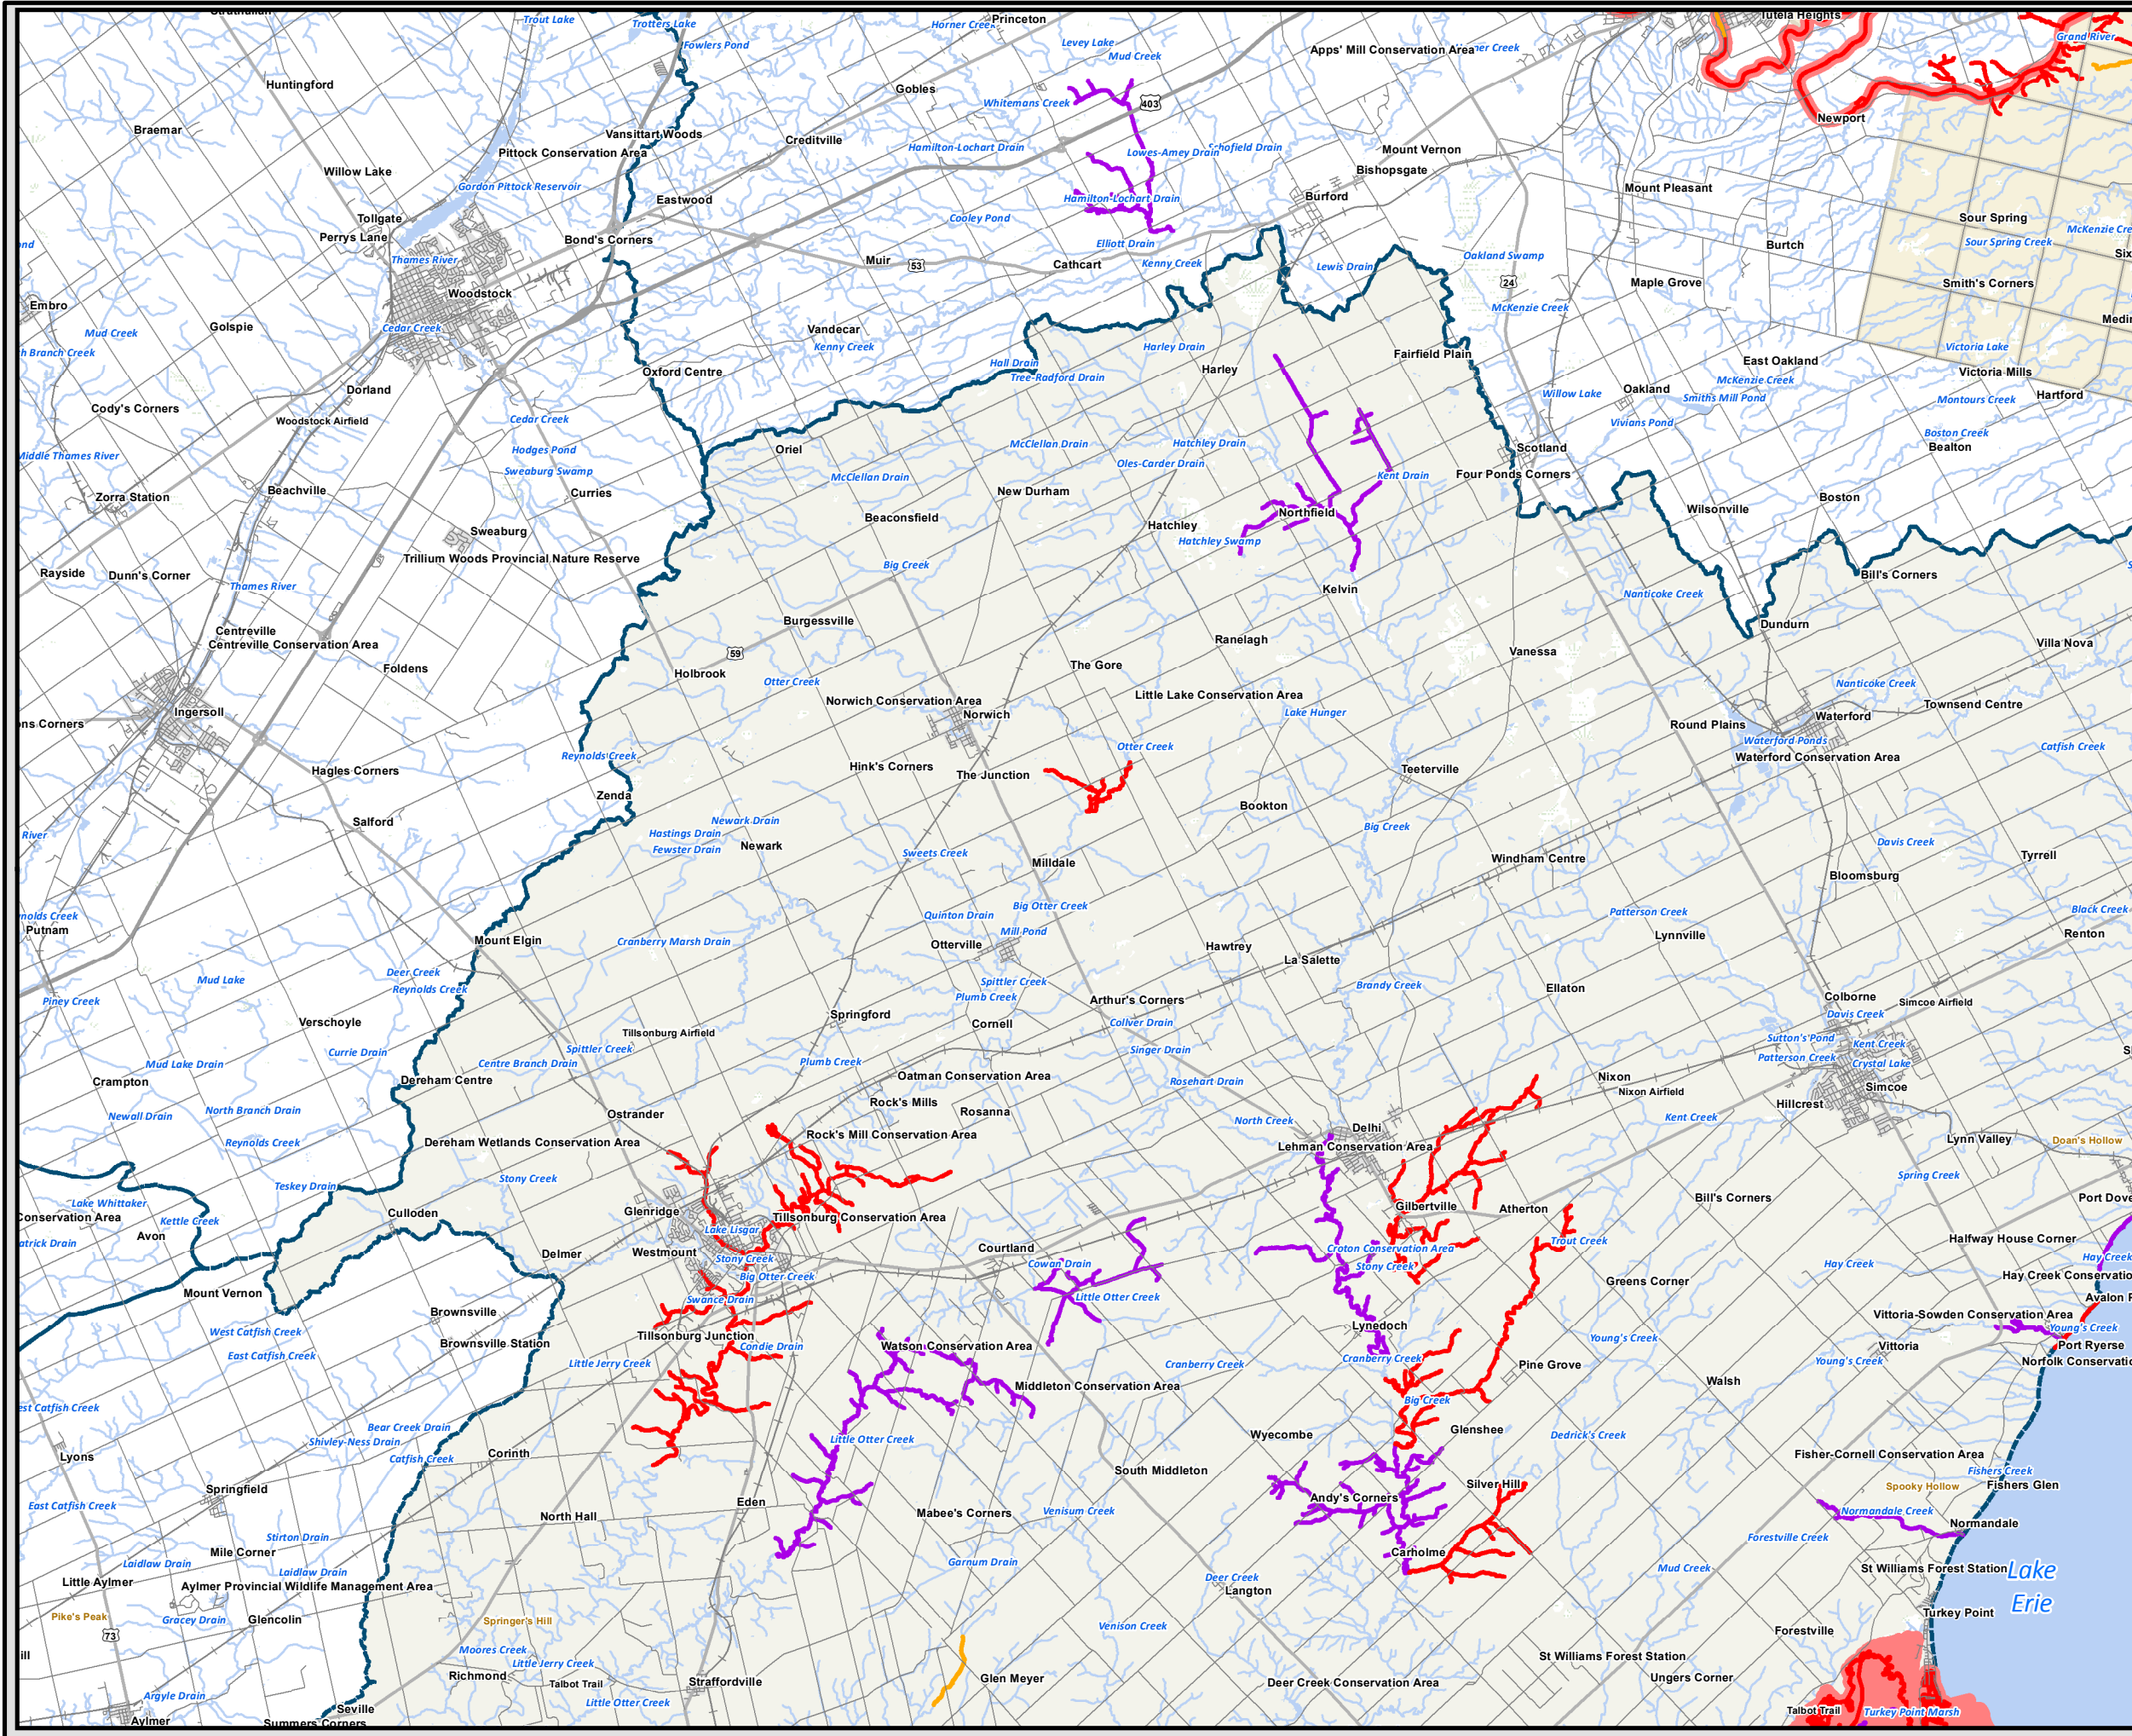 Trout Lake
Trotters Lake
Horner Creek
Princeton
Tutela Heights
Fowlers Pond
Levey Lake
Mud Creek
Apps' Mill Conservation Area
Grand River
Huntingford
Gobles
Whitemans Creek
403
Newport
Braemar
Vansittart Woods
Creditville
Pittock Conservation Area
Hamilton-Lochart Drain
Lowes-Amey Drain
Schofield Drain
Mount Vernon
Bishopsgate
Willow Lake
Gordon Pittock Reservoir
Eastwood
Hamilton-Lochart Drain
Burford
Mount Pleasant
Tollgate
Perrys Lane
Cooley Pond
Sour Spring
Sour Spring Creek
Bond's Corners
Elliott Drain
Burtch
Thames River
Muir
53
Cathcart
Kenny Creek
Lewis Drain
Oakland Swamp
24
Maple Grove
Smith's Corners
Woodstock
Embro
McKenzie Creek
Golspie
Mud Creek
Cedar Creek
Vandecar
Kenny Creek
Harley Drain
Fairfield Plain
Victoria Lake
East Oakland
Oxford Centre
Hall Drain
Tree-Radford Drain
Harley
Victoria Mills
McKenzie Creek
Dorland
Willow Lake
Oakland
Smiths Mill Pond
Hartford
Montours Creek
Cody's Corners
Woodstock Airfield
Cedar Creek
Vivians Pond
Boston Creek
Bealton
Middle Thames River
Hodges Pond
Sweaburg Swamp
Oriel
McClellan Drain
McClellan Drain
Hatchley Drain
Oles-Carder Drain
Kent Drain
Scotland
Four Ponds Corners
Zorra Station
Beachville
Curries
New Durham
Beaconsfield
Northfield
Boston
Wilsonville
Sweaburg
Trillium Woods Provincial Nature Reserve
Hatchley
Hatchley Swamp
Big Creek
Rayside
Dunn's Corner
Thames River
Kelvin
Nanticoke Creek
Bill's Corners
Centreville
Centreville Conservation Area
Burgessville
Dundurn
Foldens
59
Holbrook
Otter Creek
The Gore
Ranelagh
Vanessa
Villa Nova
Nanticoke Creek
Ingersoll
Norwich Conservation Area
Norwich
Little Lake Conservation Area
Lake Hunger
Round Plains
Waterford
Townsend Centre
Waterford Ponds
Waterford Conservation Area
Catfish Creek
Reynolds Creek
Hagles Corners
Hink's Corners
The Junction
Otter Creek
Teeterville
Zenda
Salford
Bookton
Newark Drain
Hastings Drain
Fewster Drain
Newark
Sweets Creek
Milldale
Big Creek
Windham Centre
Davis Creek
Tyrrell
Bloomsburg
Putnam
Quinton Drain
Big Otter Creek
Mill Pond
Patterson Creek
Lynnville
Black Creek
Renton
Mount Elgin
Cranberry Marsh Drain
Otterville
Hawtrey
La Salette
Mud Lake
Deer Creek
Reynolds Creek
Piney Creek
Spittler Creek
Plumb Creek
Arthur's Corners
Brandy Creek
Ellaton
Colborne
Simcoe Airfield
Davis Creek
Verschoyle
Tillsonburg Airfield
Springford
Cornell
Coliver Drain
Singer Drain
Sutton's Pond
Patterson Creek
Kent Creek
Crystal Lake
Simcoe
Mud Lake Drain
Currie Drain
Centre Branch Drain
Spittler Creek
Plumb Creek
Crampton
Dereham Centre
Oatman Conservation Area
Rosehart Drain
Nixon
Nixon Airfield
Hillcrest
Newall Drain
North Branch Drain
Reynolds Creek
Ostrander
Rock's Mills
Rosanna
North Creek
Delhi
Kent Creek
Dereham Wetlands Conservation Area
Rock's Mill Conservation Area
Lehman Conservation Area
Lynn Valley
Doan's Hollow
Stony Creek
Teskey Drain
Spring Creek
Lake Whittaker
Kettle Creek
Avon
Culloden
Glenridge
Lake Lisgar
Tillsonburg Conservation Area
Gilbertville
Atherton
Bill's Corners
Delmer
Westmount
Stony Creek
Big Otter Creek
Courtland
Cowan Drain
Croton Conservation Area
Stony Creek
Trout Creek
Halfway House Corner
Hay Creek
Hay Creek
Mount Vernon
Swance Drain
Little Otter Creek
Greens Corner
Brownsville
Brownsville Station
Tillsonburg Junction
Condie Drain
Watson Conservation Area
Lynedoch
Young's Creek
Vittoria-Sowden Conservation Area
Vittoria
Young's Creek
Port Ryerse
West Catfish Creek
East Catfish Creek
Little Jerry Creek
Cranberry Creek
Cranberry Creek
Pine Grove
Young's Creek
Middleton Conservation Area
Walsh
Big Creek
Bear Creek Drain
Shivley-Ness Drain
Catfish Creek
Corinth
Little Otter Creek
Wyecombe
Glenshee
Dedrick's Creek
Lyons
Fisher-Cornell Conservation Area
Fishers Creek
Fishers Glen
Spooky Hollow
Springfield
East Catfish Creek
South Middleton
Silver Hill
Andy's Corners
Eden
North Hall
Mabee's Corners
Venisum Creek
Normandale Creek
Normandale
Forestville Creek
Stirton Drain
Mile Corner
Laidlaw Drain
Laidlaw Drain
Carholme
Garnum Drain
Mud Creek
Deer Creek
Langton
St Williams Forest Station
Lake
Erie
Little Aylmer
Aylmer Provincial Wildlife Management Area
Pike's Peak
Gracey Drain
Glencolin
73
Springer's Hill
Venison Creek
Turkey Point
Forestville
Moores Creek
Little Jerry Creek
Richmond
Talbot Trail
Straffordville
Glen Meyer
Deer Creek Conservation Area
St Williams Forest Station
Ungers Corner
Argyle Drain
Aylmer
Seville
Summers Corners
Little Otter Creek
Talbot Trail
Turkey Point Marsh